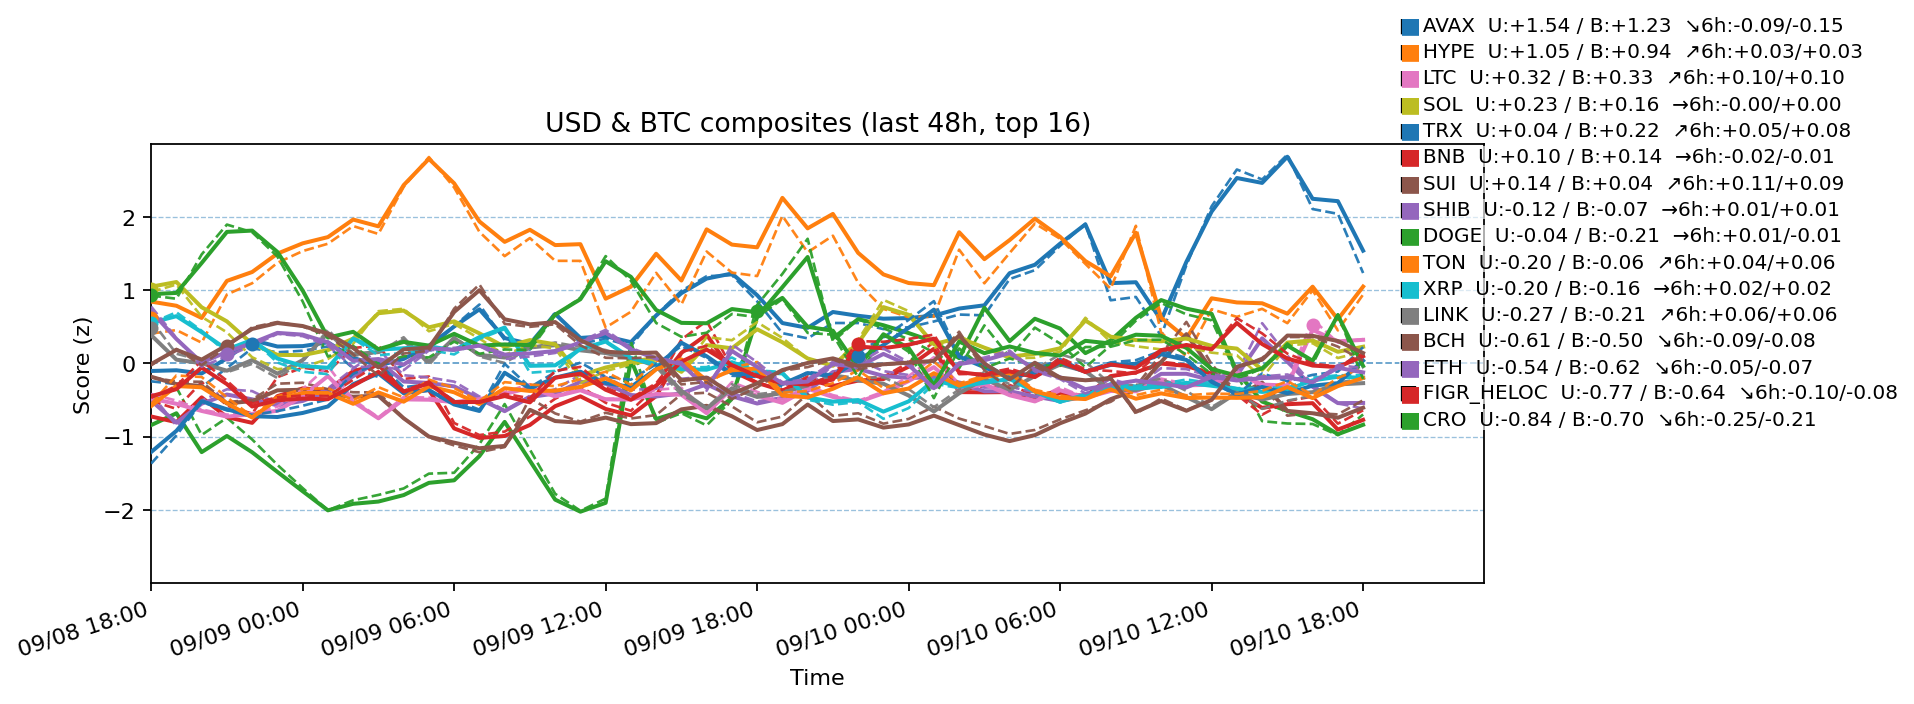 AVAX  U:+1.54 / B:+1.23  ↘6h:-0.09/-0.15
HYPE  U:+1.05 / B:+0.94  ↗6h:+0.03/+0.03
LTC  U:+0.32 / B:+0.33  ↗6h:+0.10/+0.10
SOL  U:+0.23 / B:+0.16  →6h:-0.00/+0.00
TRX  U:+0.04 / B:+0.22  ↗6h:+0.05/+0.08
BNB  U:+0.10 / B:+0.14  →6h:-0.02/-0.01
SUI  U:+0.14 / B:+0.04  ↗6h:+0.11/+0.09
SHIB  U:-0.12 / B:-0.07  →6h:+0.01/+0.01
DOGE  U:-0.04 / B:-0.21  →6h:+0.01/-0.01
TON  U:-0.20 / B:-0.06  ↗6h:+0.04/+0.06
XRP  U:-0.20 / B:-0.16  →6h:+0.02/+0.02
LINK  U:-0.27 / B:-0.21  ↗6h:+0.06/+0.06
BCH  U:-0.61 / B:-0.50  ↘6h:-0.09/-0.08
ETH  U:-0.54 / B:-0.62  ↘6h:-0.05/-0.07
FIGR_HELOC  U:-0.77 / B:-0.64  ↘6h:-0.10/-0.08
CRO  U:-0.84 / B:-0.70  ↘6h:-0.25/-0.21
USD & BTC composites (last 48h, top 16)
Score (z)
2
1
0
−1
−2
09/08 18:00
09/09 00:00
09/09 06:00
09/09 12:00
09/09 18:00
09/10 00:00
09/10 06:00
09/10 12:00
09/10 18:00
Time